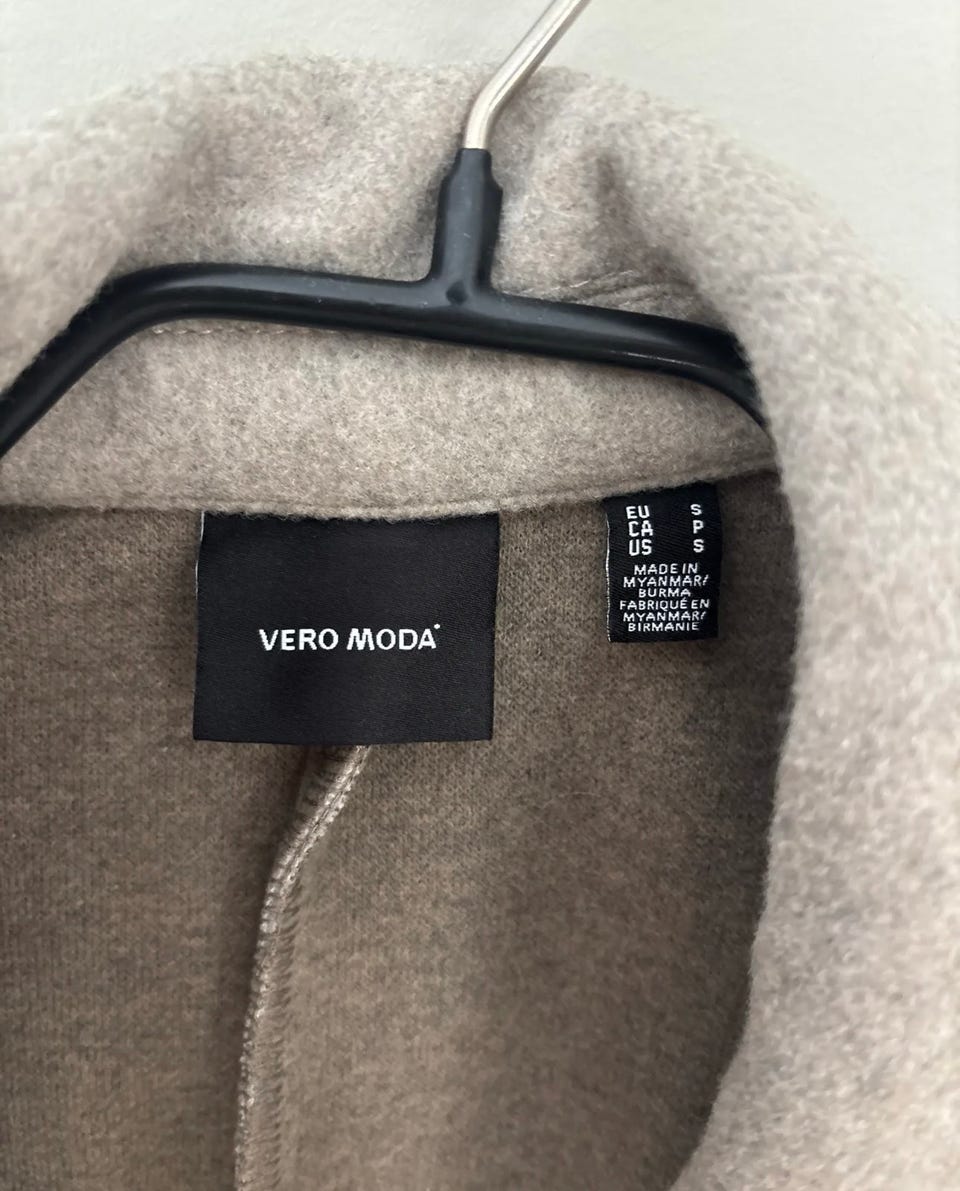 VERO MODA
EU S
CA P
US S
MADE IN
MYANMAR/
BURMA
FABRIQUÉ EN
MYANMAR/
BIRMANIE